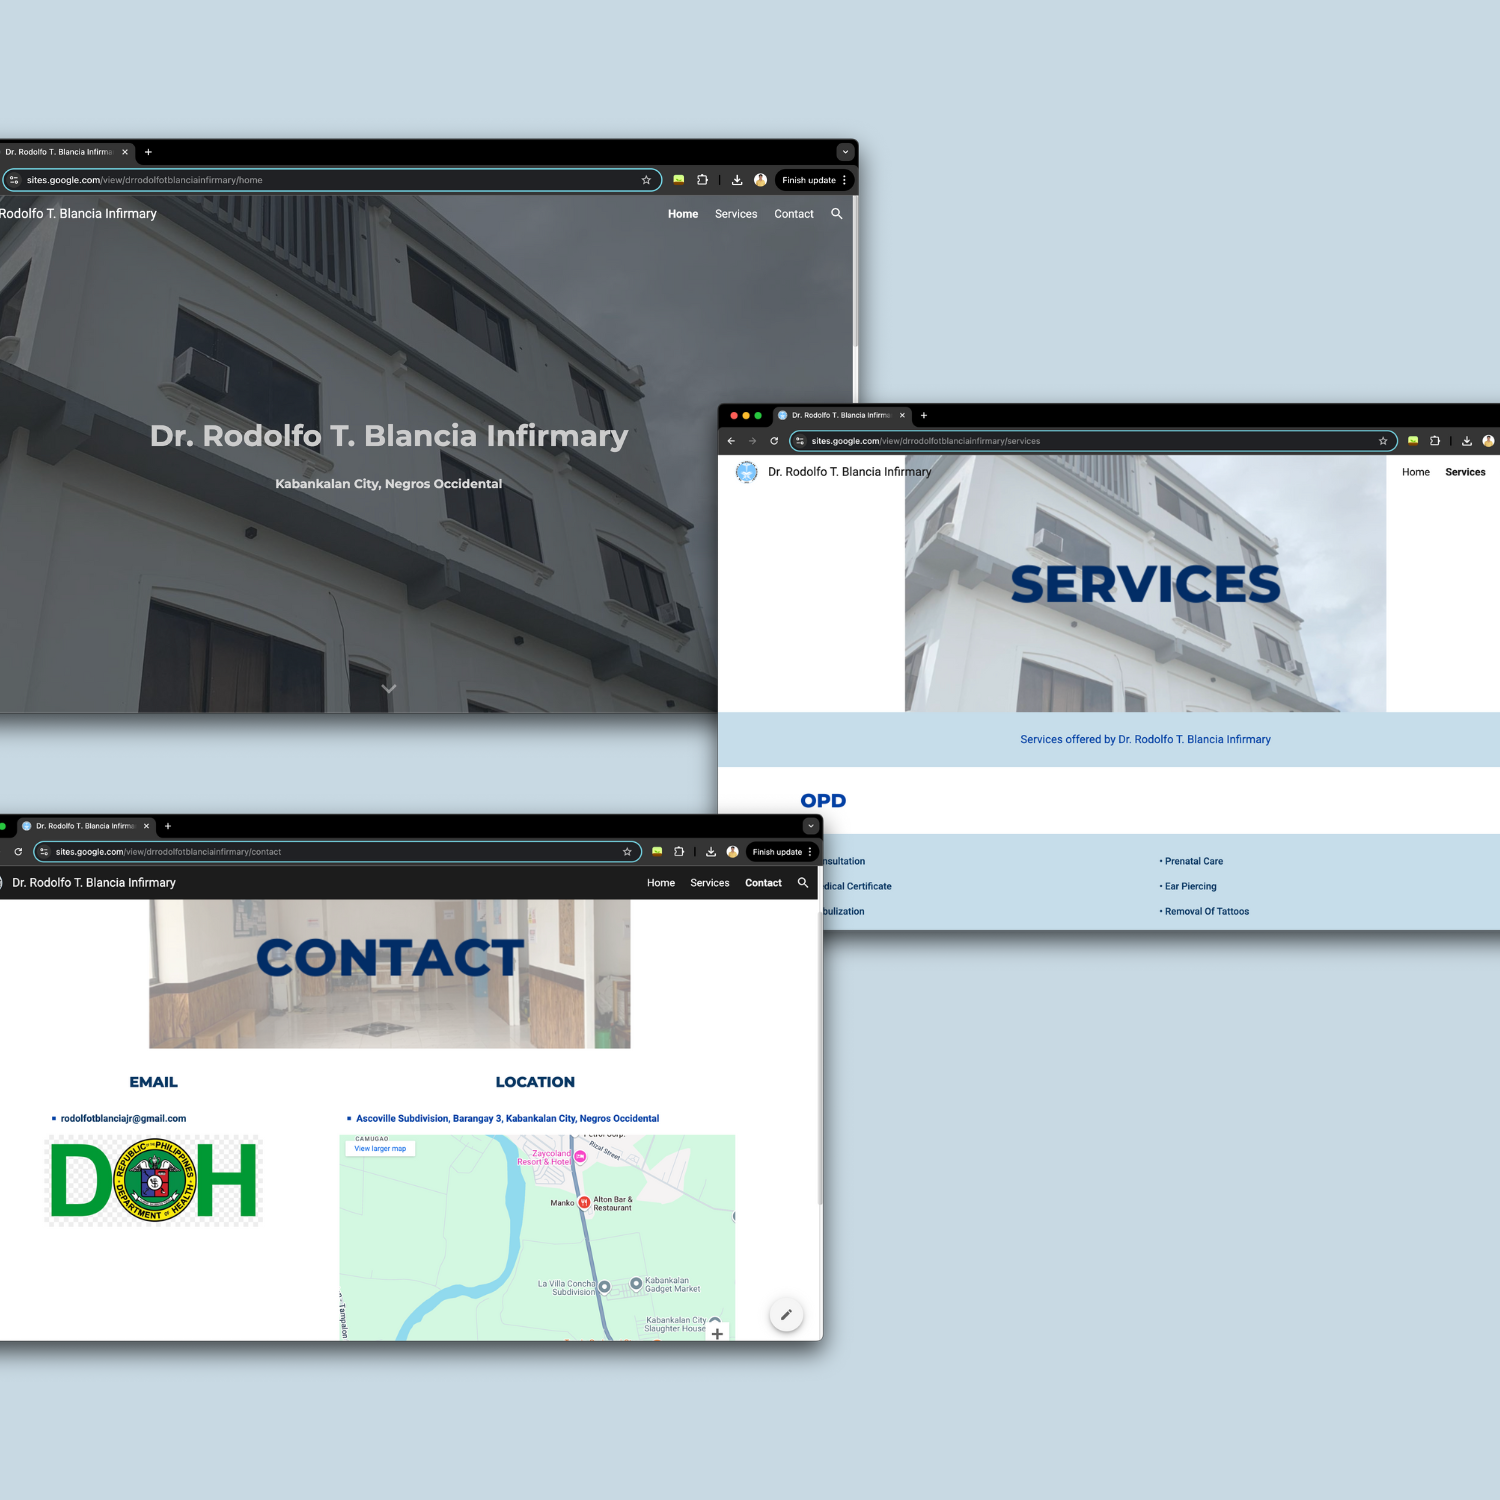 Dr. Rodolfo T. Blancia Infirma
sites.google.com/view/drrodolfotblanciainfirmary/home
Finish update
Rodolfo T. Blancia Infirmary
Home
Services
Contact
Dr. Rodolfo T. Blancia Infirmary
Kabankalan City, Negros Occidental
Dr. Rodolfo T. Blancia Infirma
sites.google.com/view/drrodolfotblanciainfirmary/services
Dr. Rodolfo T. Blancia Infirmary
Home
Services
SERVICES
Services offered by Dr. Rodolfo T. Blancia Infirmary
OPD
nsultation
• Prenatal Care
dical Certificate
• Ear Piercing
bulization
• Removal Of Tattoos
Dr. Rodolfo T. Blancia Infirma
sites.google.com/view/drrodolfotblanciainfirmary/contact
Finish update
Dr. Rodolfo T. Blancia Infirmary
Home
Services
Contact
CONTACT
EMAIL
LOCATION
rodolfotblanciajr@gmail.com
Ascoville Subdivision, Barangay 3, Kabankalan City, Negros Occidental
DOH
REPUBLIC OF THE PHILIPPINES
DEPARTMENT OF HEALTH
CAMUGAO
View larger map
Petrol Corp.
Rizal Street
Zaycoland
Resort & Hotel
Manko
Alton Bar &
Restaurant
La Villa Concha
Subdivision
Kabankalan
Gadget Market
Kabankalan City
Slaughter House